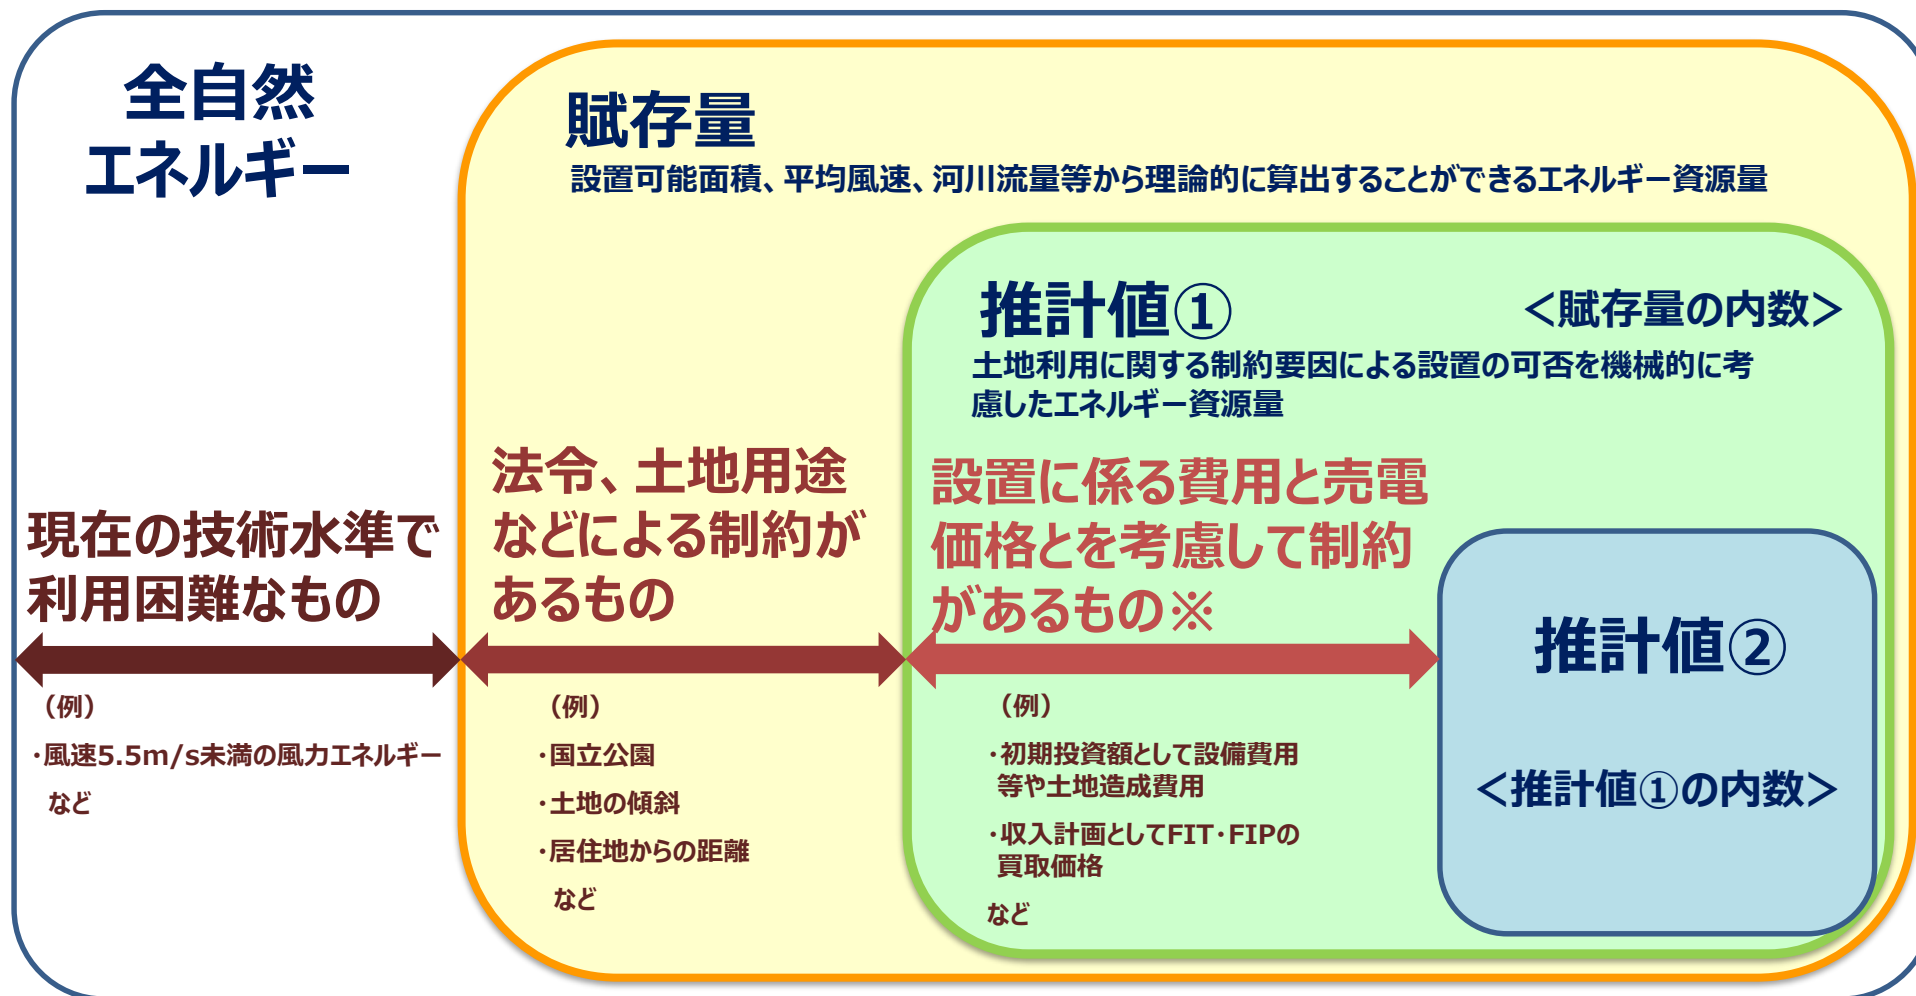 全自然
エネルギー
賦存量
設置可能面積、平均風速、河川流量等から理論的に算出することができるエネルギー資源量
推計値①
＜賦存量の内数＞
土地利用に関する制約要因による設置の可否を機械的に考
慮したエネルギー資源量
現在の技術水準で
利用困難なもの
（例）
・風速5.5m/s未満の風力エネルギー
など
法令、土地用途
などによる制約が
あるもの
（例）
・国立公園
・土地の傾斜
・居住地からの距離
など
設置に係る費用と売電
価格とを考慮して制約
があるもの※
（例）
・初期投資額として設備費用
等や土地造成費用
・収入計画としてFIT・FIPの
買取価格
など
推計値②
＜推計値①の内数＞